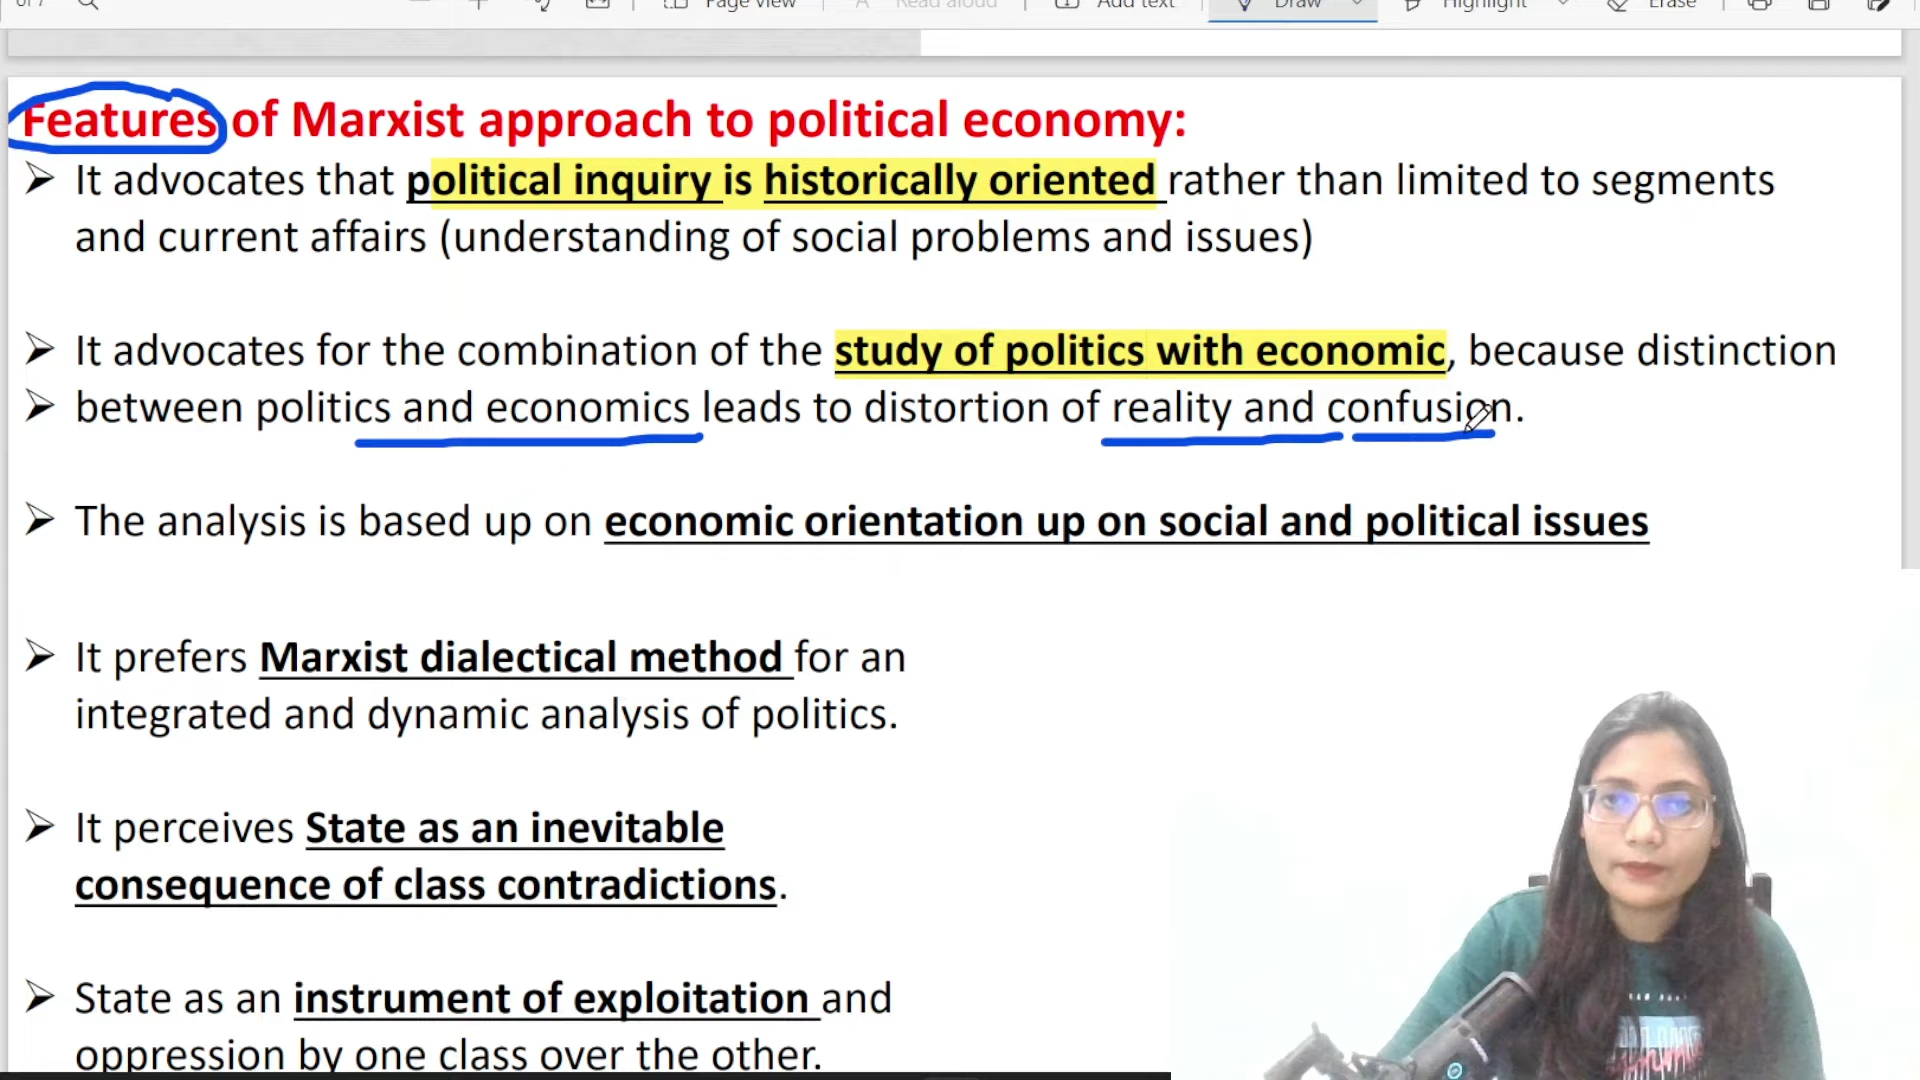 of 7
Page view
Read aloud
Add text
Draw
Highlight
Erase
Features of Marxist approach to political economy:
➢ It advocates that political inquiry is historically oriented rather than limited to segments
and current affairs (understanding of social problems and issues)
➢ It advocates for the combination of the study of politics with economic, because distinction
➢ between politics and economics leads to distortion of reality and confusion.
➢ The analysis is based up on economic orientation up on social and political issues
➢ It prefers Marxist dialectical method for an
integrated and dynamic analysis of politics.
➢ It perceives State as an inevitable
consequence of class contradictions.
➢ State as an instrument of exploitation and
oppression by one class over the other.